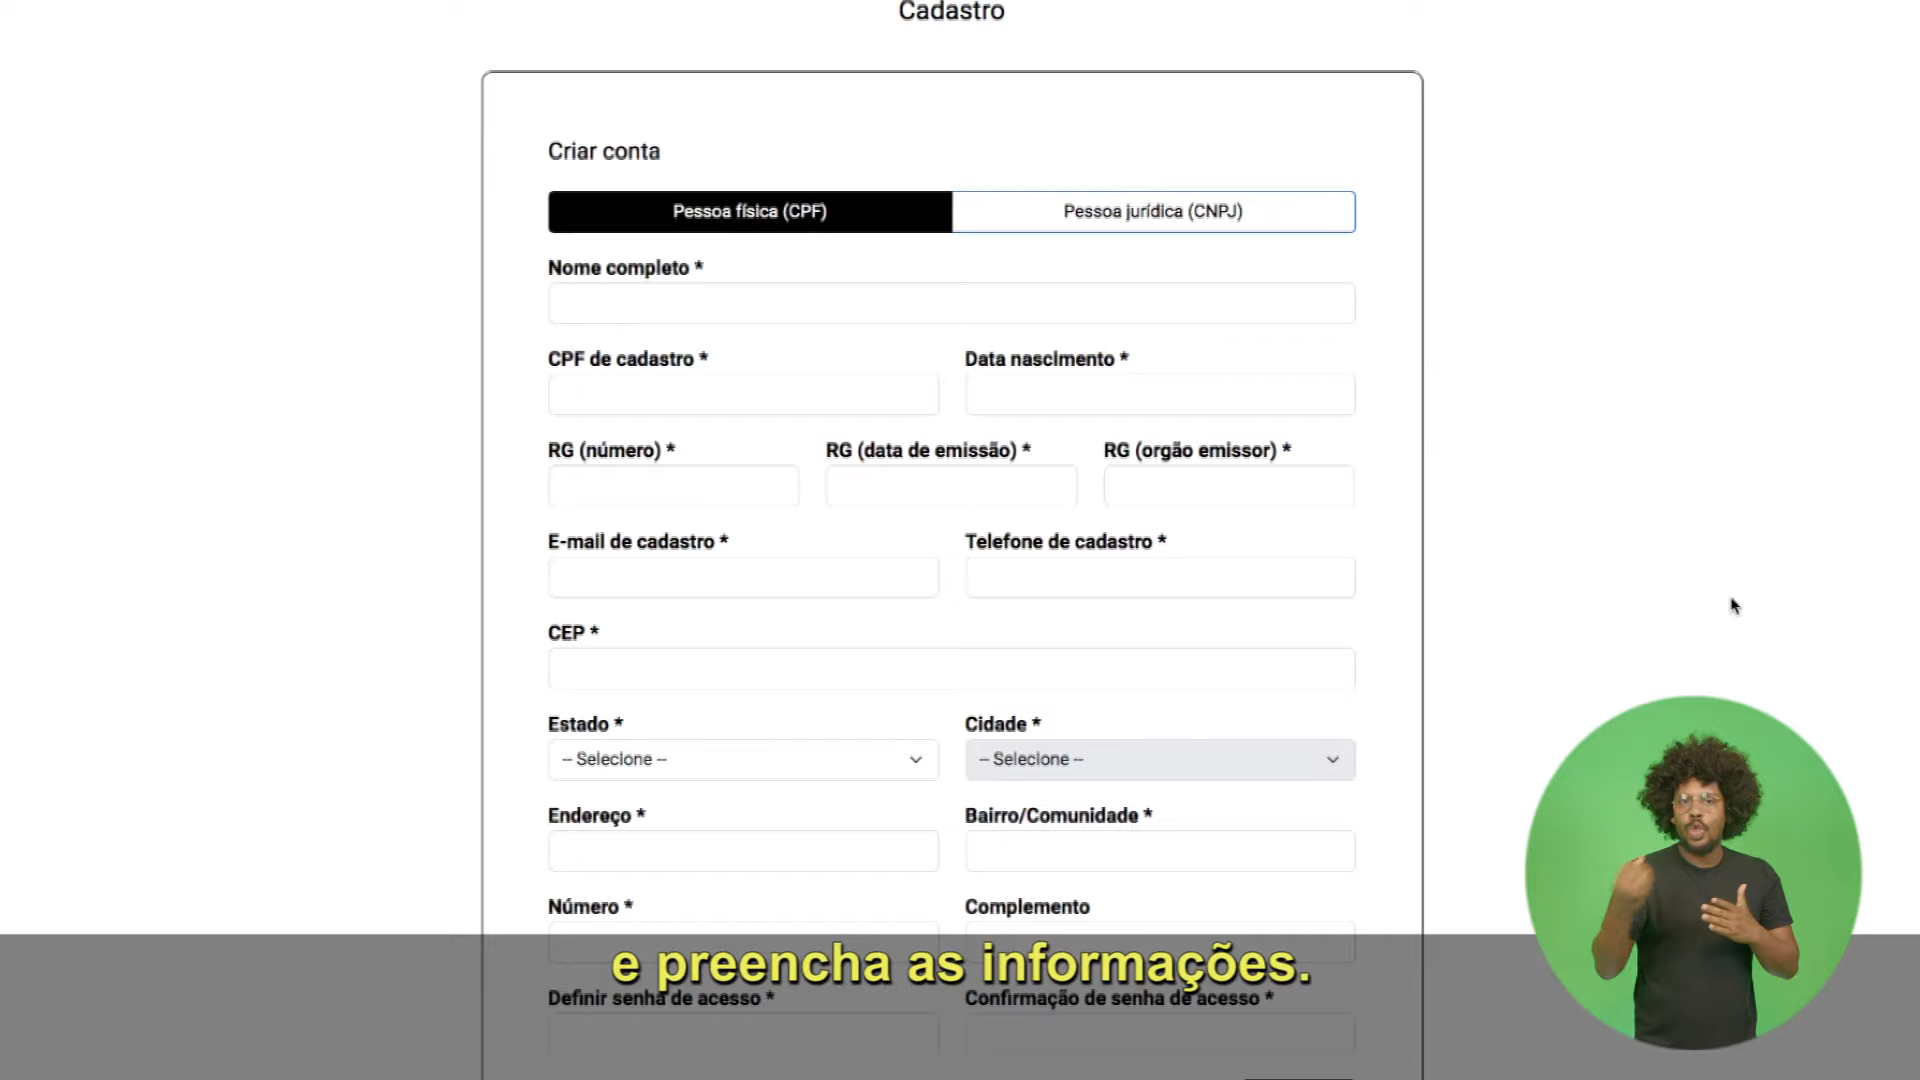 Cadastro
Criar conta
Pessoa física (CPF) Pessoa jurídica (CNPJ)
Nome completo *
CPF de cadastro * Data nascimento *
RG (número) * RG (data de emissão) * RG (orgão emissor) *
E-mail de cadastro * Telefone de cadastro *
CEP *
Estado * Cidade *
-- Selecione -- -- Selecione --
Endereço * Bairro/Comunidade *
Número * Complemento
e preencha as informações.
Definir senha de acesso * Confirmação de senha de acesso *